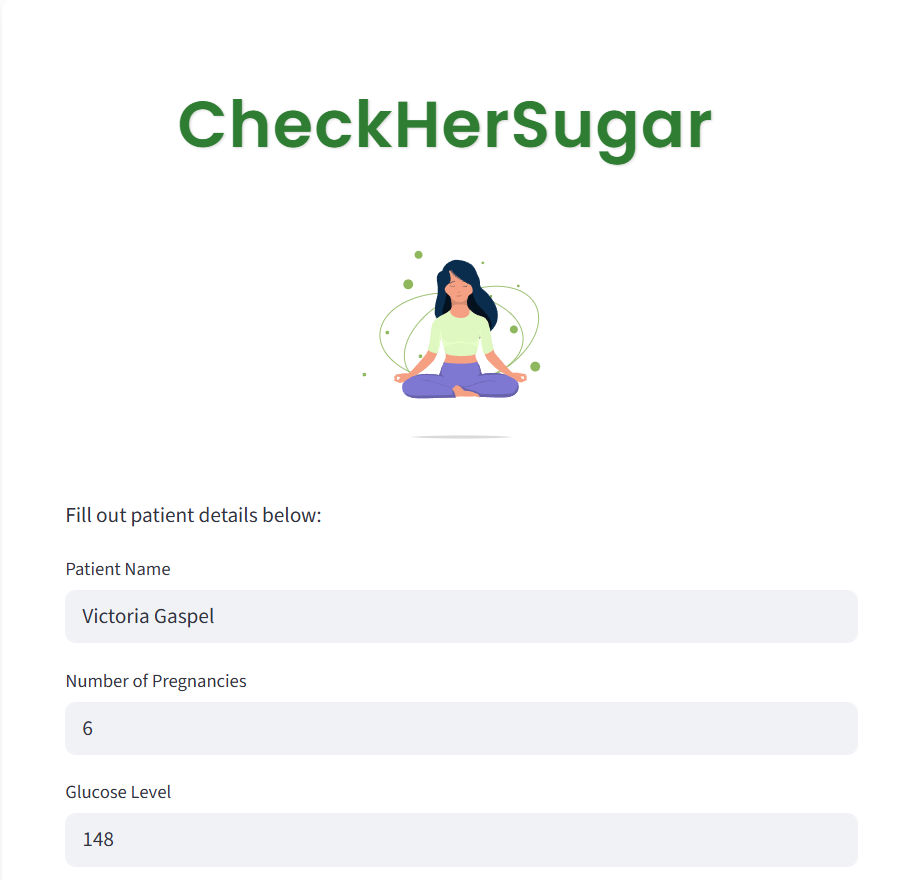 CheckHerSugar
Fill out patient details below:
Patient Name
Victoria Gaspel
Number of Pregnancies
6
Glucose Level
148